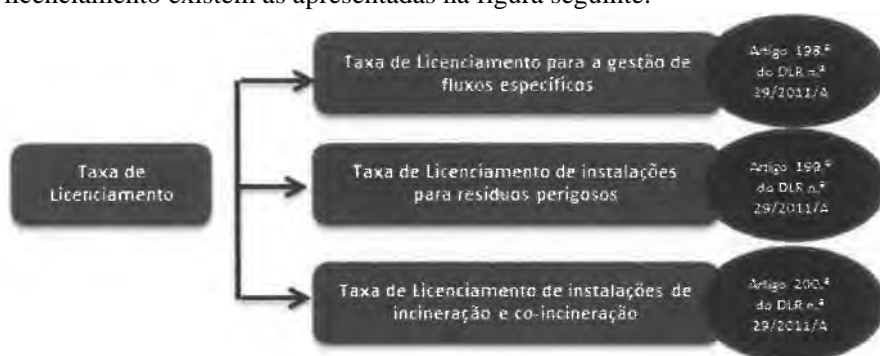 licenciamento existem as apresentadas na figura seguinte:
Taxa de Licenciamento para a gestão de
fluxos específicos
Artigo 198.º
do DLR n.º
29/2011/A
Taxa de
Licenciamento
Taxa de Licenciamento de instalações
para resíduos perigosos
Artigo 199.º
do DLR n.º
29/2011/A
Taxa de Licenciamento de instalações de
incineração e co-incineração
Artigo 200.º
do DLR n.º
29/2011/A